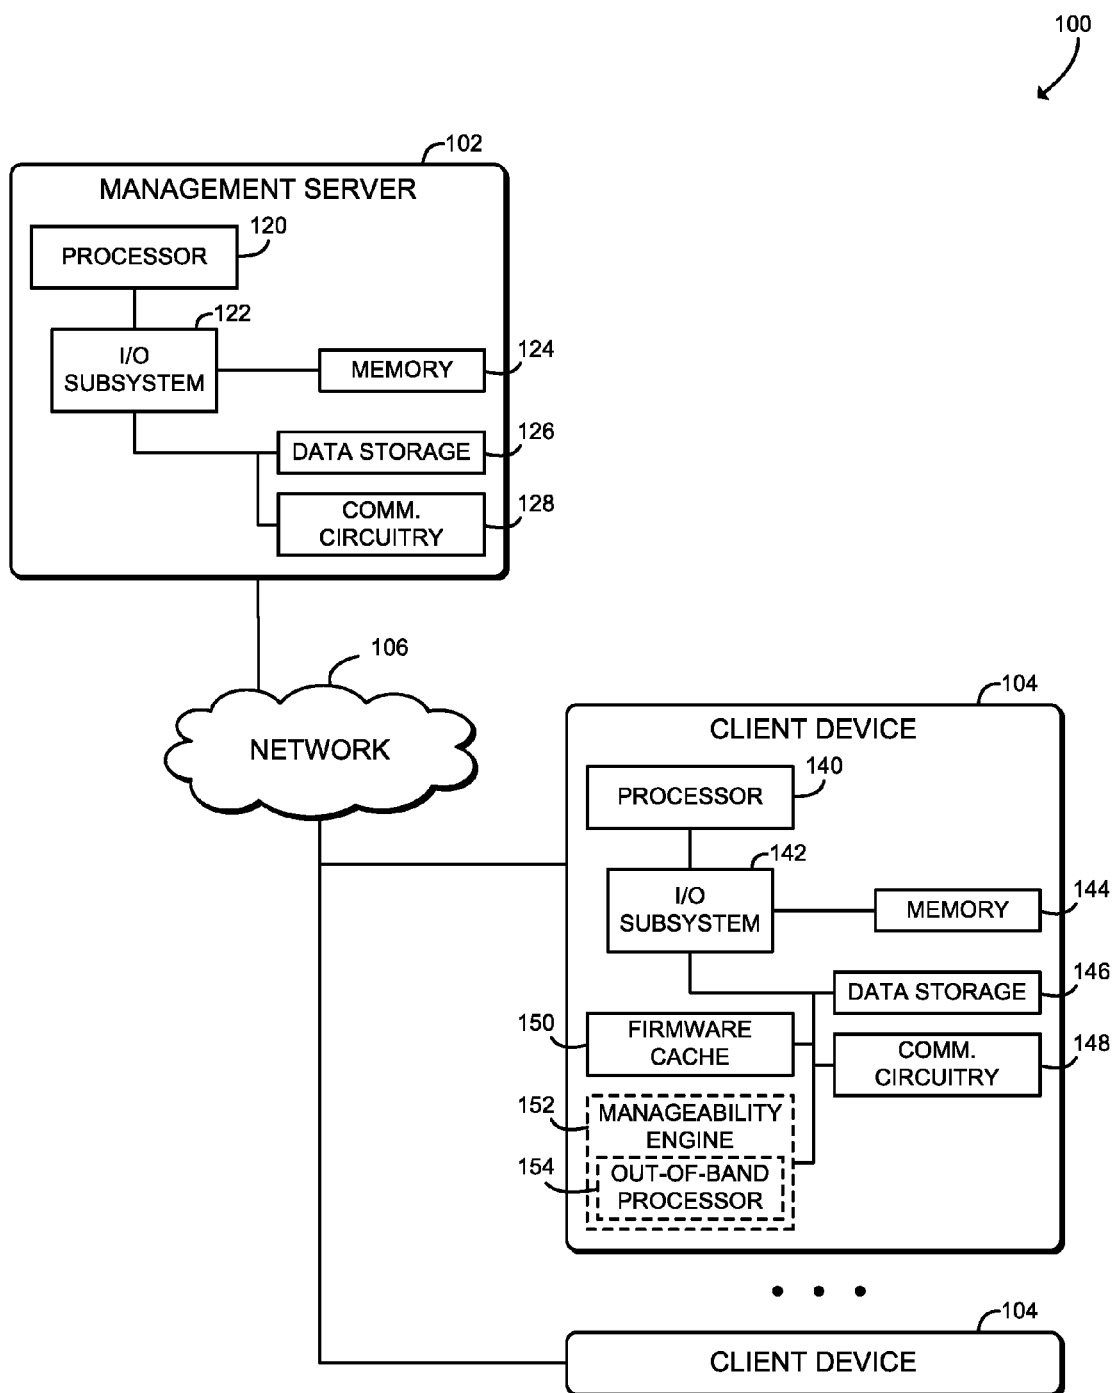 100
102
MANAGEMENT SERVER
120
PROCESSOR
122
I/O
SUBSYSTEM
124
MEMORY
126
DATA STORAGE
128
COMM.
CIRCUITRY
106
NETWORK
104
CLIENT DEVICE
140
PROCESSOR
142
I/O
SUBSYSTEM
144
MEMORY
146
DATA STORAGE
150
FIRMWARE
CACHE
148
COMM.
CIRCUITRY
152
MANAGEABILITY
ENGINE
154
OUT-OF-BAND
PROCESSOR
104
CLIENT DEVICE